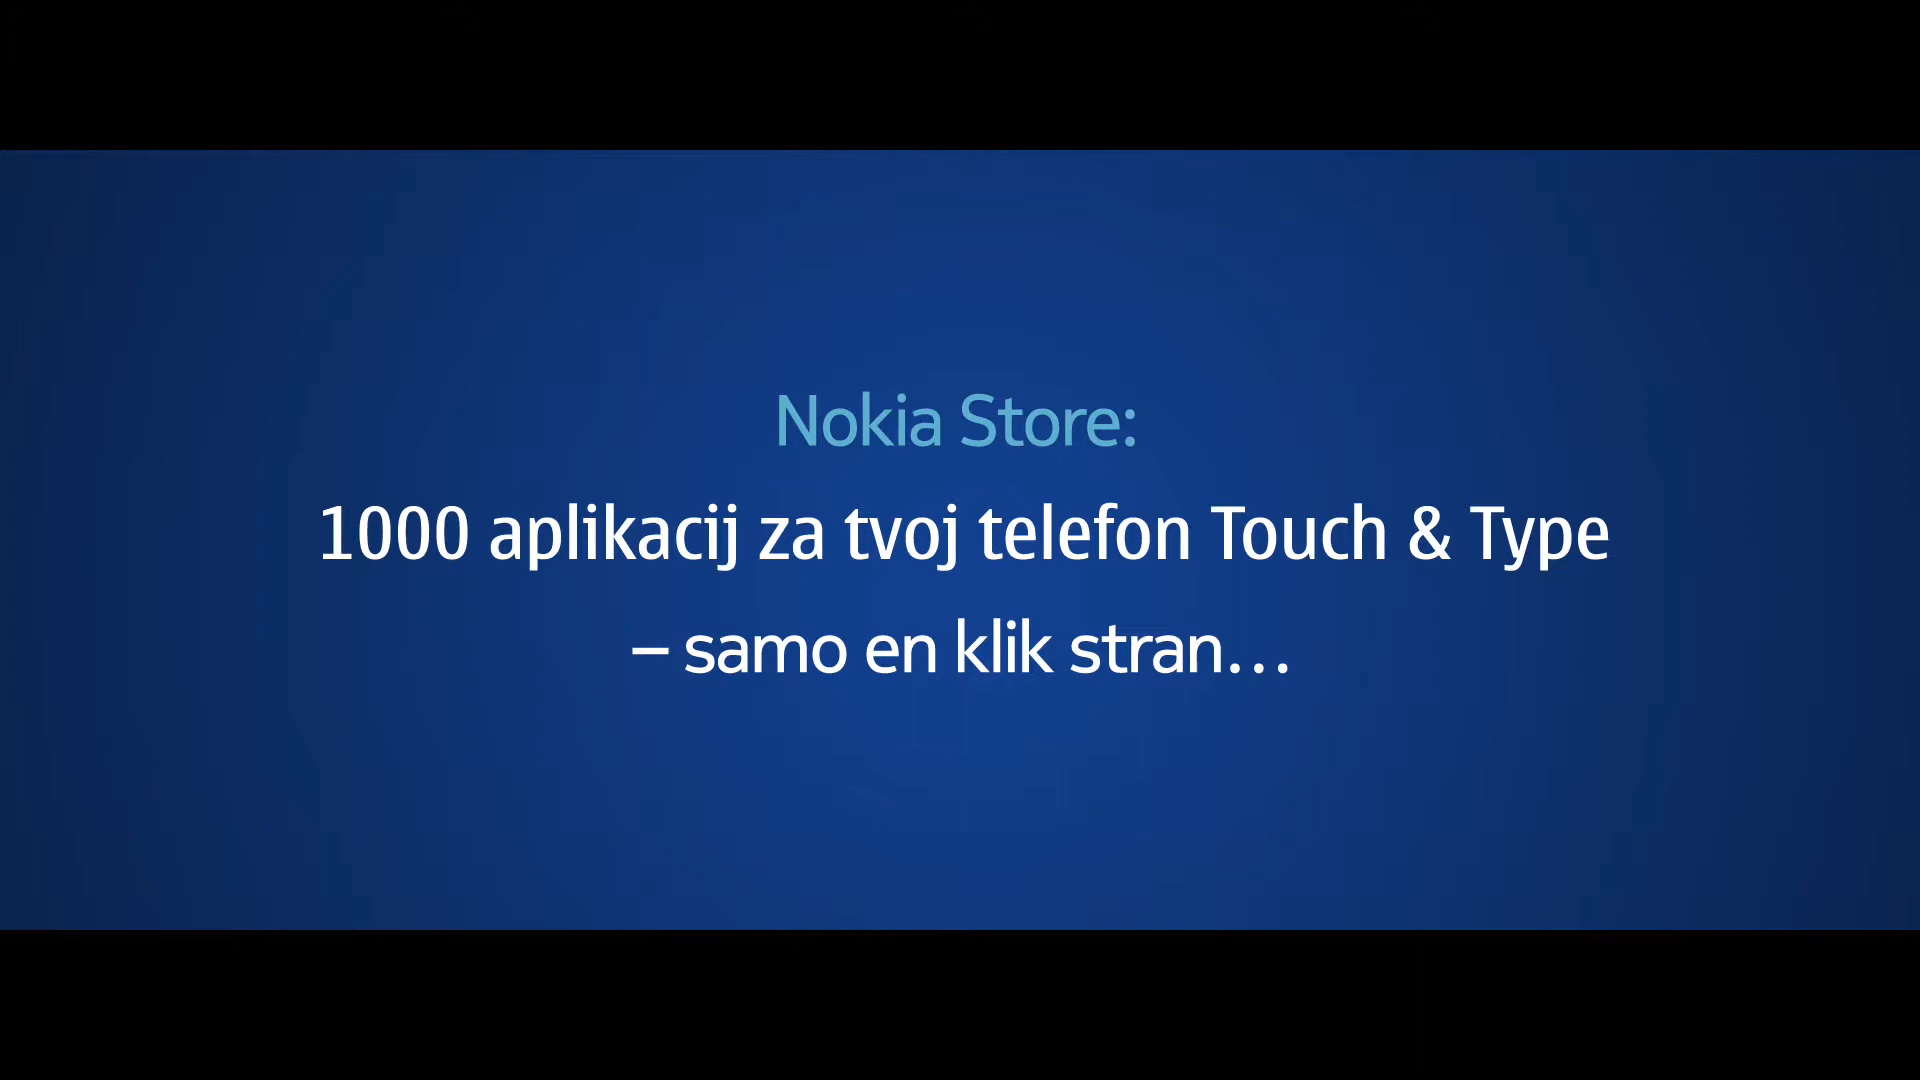 Nokia Store:
1000 aplikacij za tvoj telefon Touch & Type
– samo en klik stran…